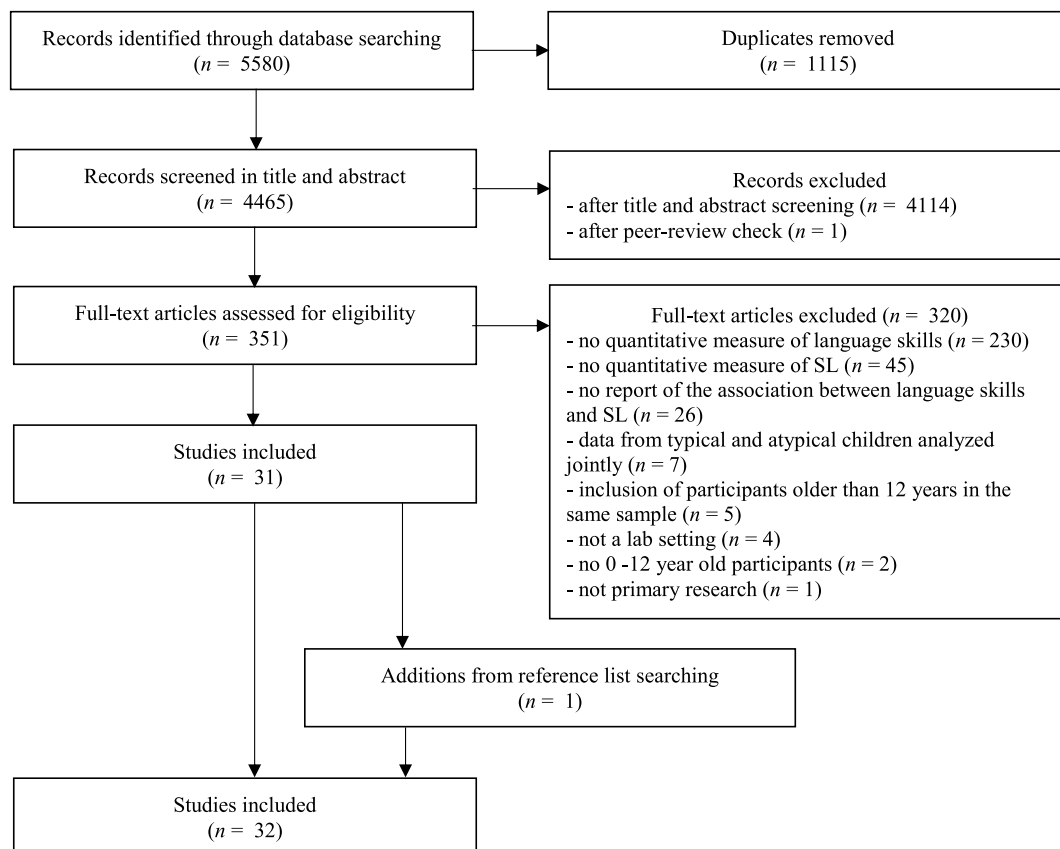 Records identified through database searching
(n = 5580)
Duplicates removed
(n = 1115)
Records screened in title and abstract
(n = 4465)
Records excluded
- after title and abstract screening (n = 4114)
- after peer-review check (n = 1)
Full-text articles assessed for eligibility
(n = 351)
Full-text articles excluded (n = 320)
- no quantitative measure of language skills (n = 230)
- no quantitative measure of SL (n = 45)
- no report of the association between language skills
and SL (n = 26)
- data from typical and atypical children analyzed
jointly (n = 7)
- inclusion of participants older than 12 years in the
same sample (n = 5)
- not a lab setting (n = 4)
- no 0 -12 year old participants (n = 2)
- not primary research (n = 1)
Studies included
(n = 31)
Additions from reference list searching
(n = 1)
Studies included
(n = 32)